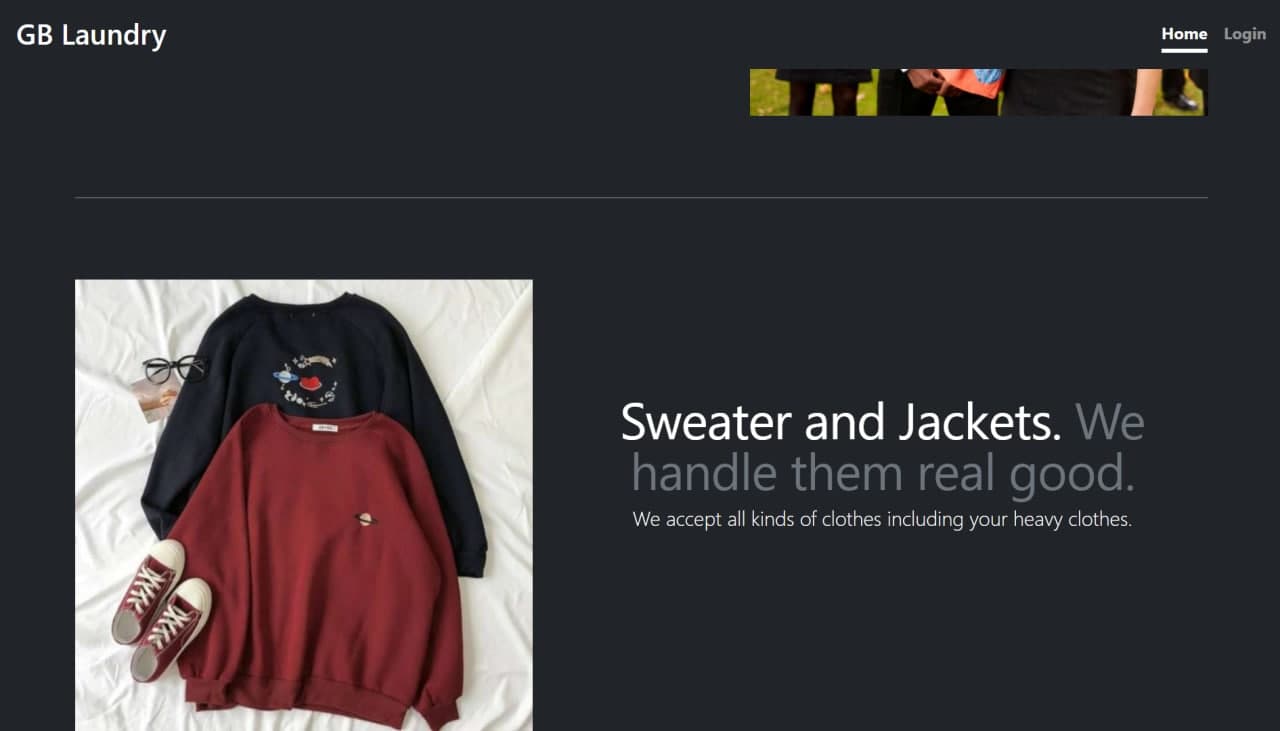 GB Laundry
Home Login
Sweater and Jackets. We
handle them real good.
We accept all kinds of clothes including your heavy clothes.